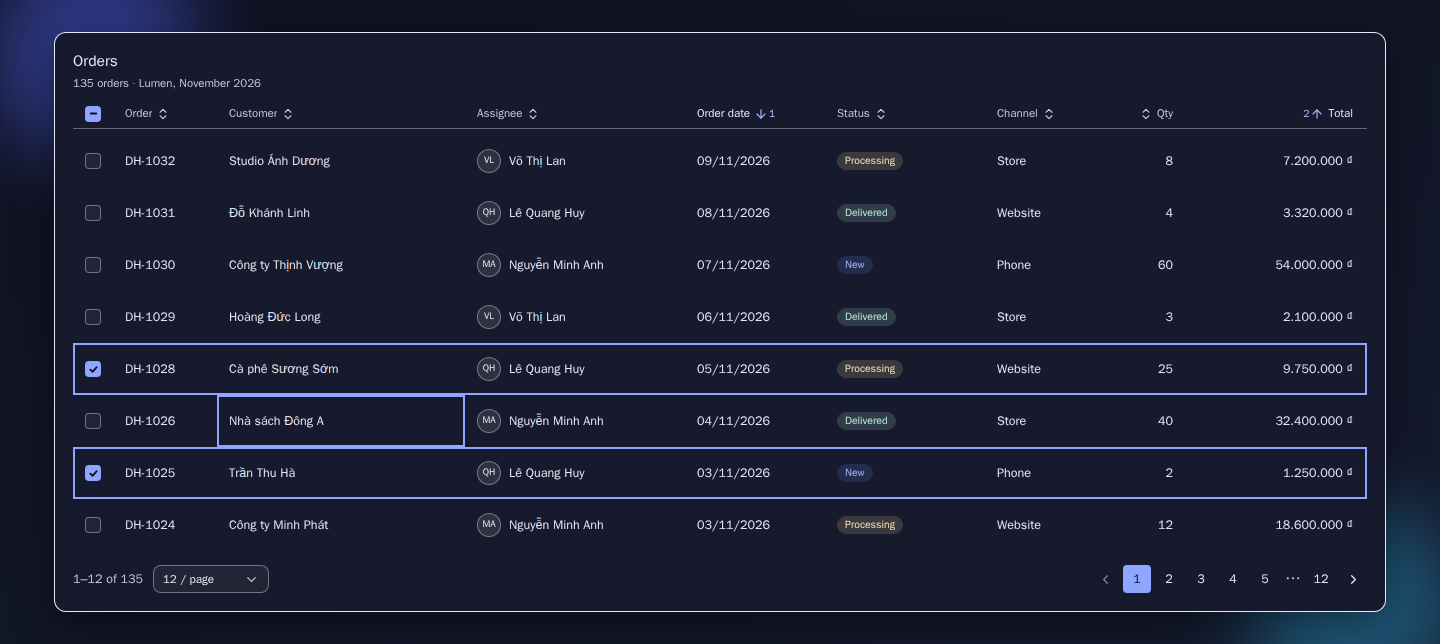 Orders
135 orders · Lumen, November 2026
Order Customer Assignee Order date 1 Status Channel Qty 2 Total
DH-1032 Studio Ánh Dương VL Võ Thị Lan 09/11/2026 Processing Store 8 7.200.000 ₫
DH-1031 Đỗ Khánh Linh QH Lê Quang Huy 08/11/2026 Delivered Website 4 3.320.000 ₫
DH-1030 Công ty Thịnh Vượng MA Nguyễn Minh Anh 07/11/2026 New Phone 60 54.000.000 ₫
DH-1029 Hoàng Đức Long VL Võ Thị Lan 06/11/2026 Delivered Store 3 2.100.000 ₫
DH-1028 Cà phê Sương Sớm QH Lê Quang Huy 05/11/2026 Processing Website 25 9.750.000 ₫
DH-1026 Nhà sách Đông A MA Nguyễn Minh Anh 04/11/2026 Delivered Store 40 32.400.000 ₫
DH-1025 Trần Thu Hà QH Lê Quang Huy 03/11/2026 New Phone 2 1.250.000 ₫
DH-1024 Công ty Minh Phát MA Nguyễn Minh Anh 03/11/2026 Processing Website 12 18.600.000 ₫
1–12 of 135 12 / page 1 2 3 4 5 ··· 12